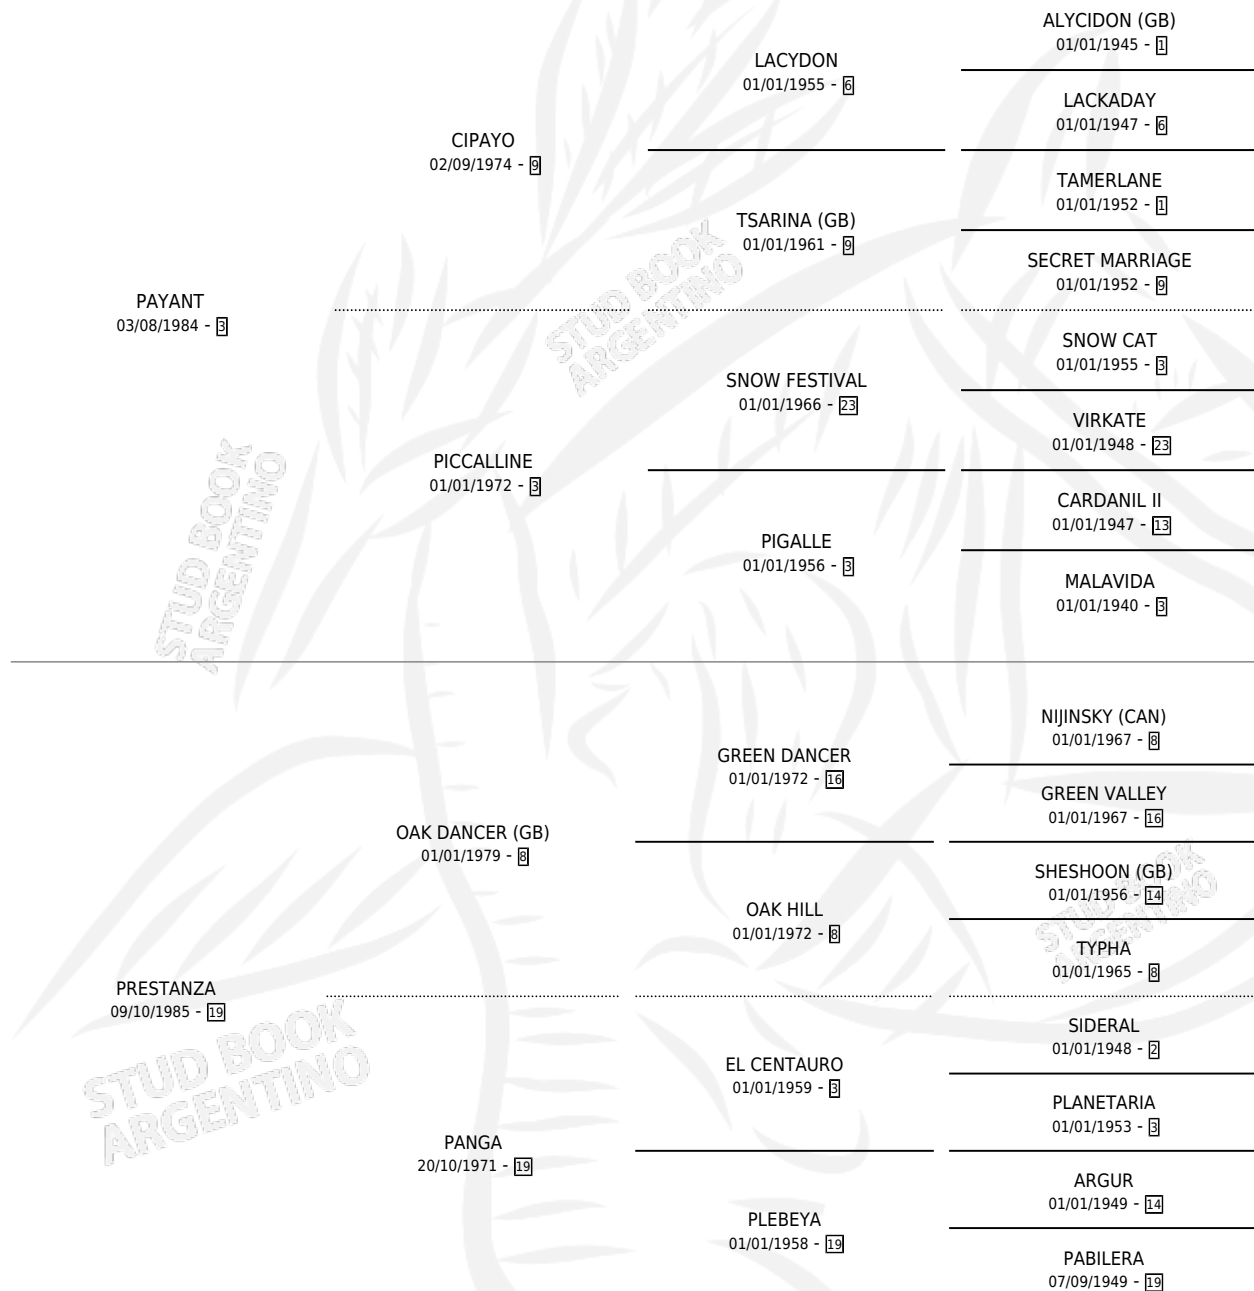 ALYCIDON (GB)
01/01/1945 - 1
LACYDON
01/01/1955 - 6
LACKADAY
01/01/1947 - 6
CIPAYO
02/09/1974 - 9
TAMERLANE
01/01/1952 - 1
TSARINA (GB)
01/01/1961 - 9
SECRET MARRIAGE
01/01/1952 - 9
PAYANT
03/08/1984 - 3
STUD BOOK
ARGENTINO
SNOW CAT
01/01/1955 - 3
SNOW FESTIVAL
01/01/1966 - 23
VIRKATE
01/01/1948 - 23
PICCALLINE
01/01/1972 - 3
CARDANIL II
01/01/1947 - 13
PIGALLE
01/01/1956 - 3
MALAVIDA
01/01/1940 - 3
STUD BOOK
ARGENTINO
NIJINSKY (CAN)
01/01/1967 - 8
GREEN DANCER
01/01/1972 - 16
GREEN VALLEY
01/01/1967 - 16
OAK DANCER (GB)
01/01/1979 - 8
SHESHOON (GB)
01/01/1956 - 14
OAK HILL
01/01/1972 - 8
TYPHA
01/01/1965 - 8
STUD BOOK
ARGENTINO
PRESTANZA
09/10/1985 - 19
SIDERAL
01/01/1948 - 2
EL CENTAURO
01/01/1959 - 3
PLANETARIA
01/01/1953 - 3
STUD BOOK
ARGENTINO
PANGA
20/10/1971 - 19
ARGUR
01/01/1949 - 14
PLEBEYA
01/01/1958 - 19
PABILERA
07/09/1949 - 19